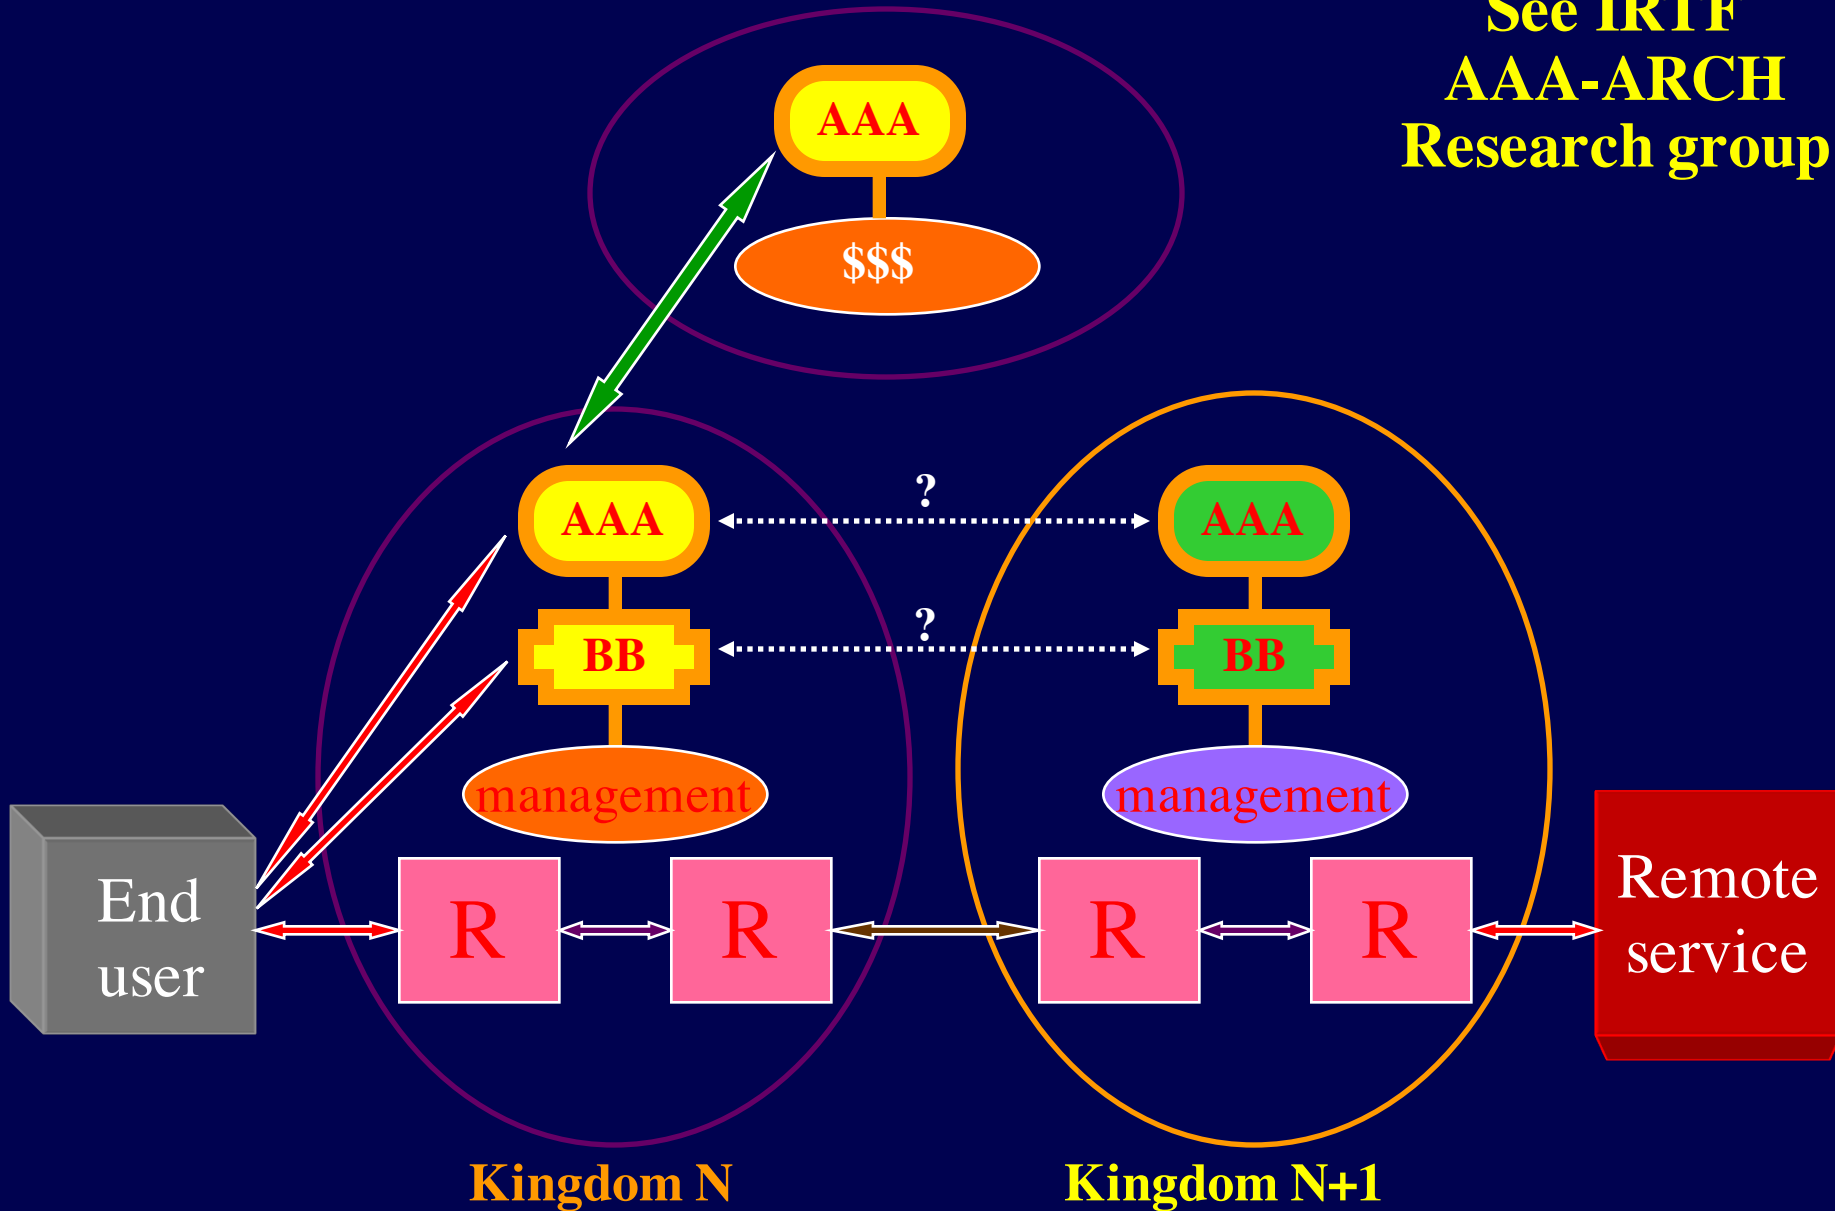 See IRTF
AAA-ARCH
Research group
AAA
$$$
?
AAA
AAA
?
BB
BB
management
management
End
user
R
R
R
R
Remote
service
Kingdom N
Kingdom N+1